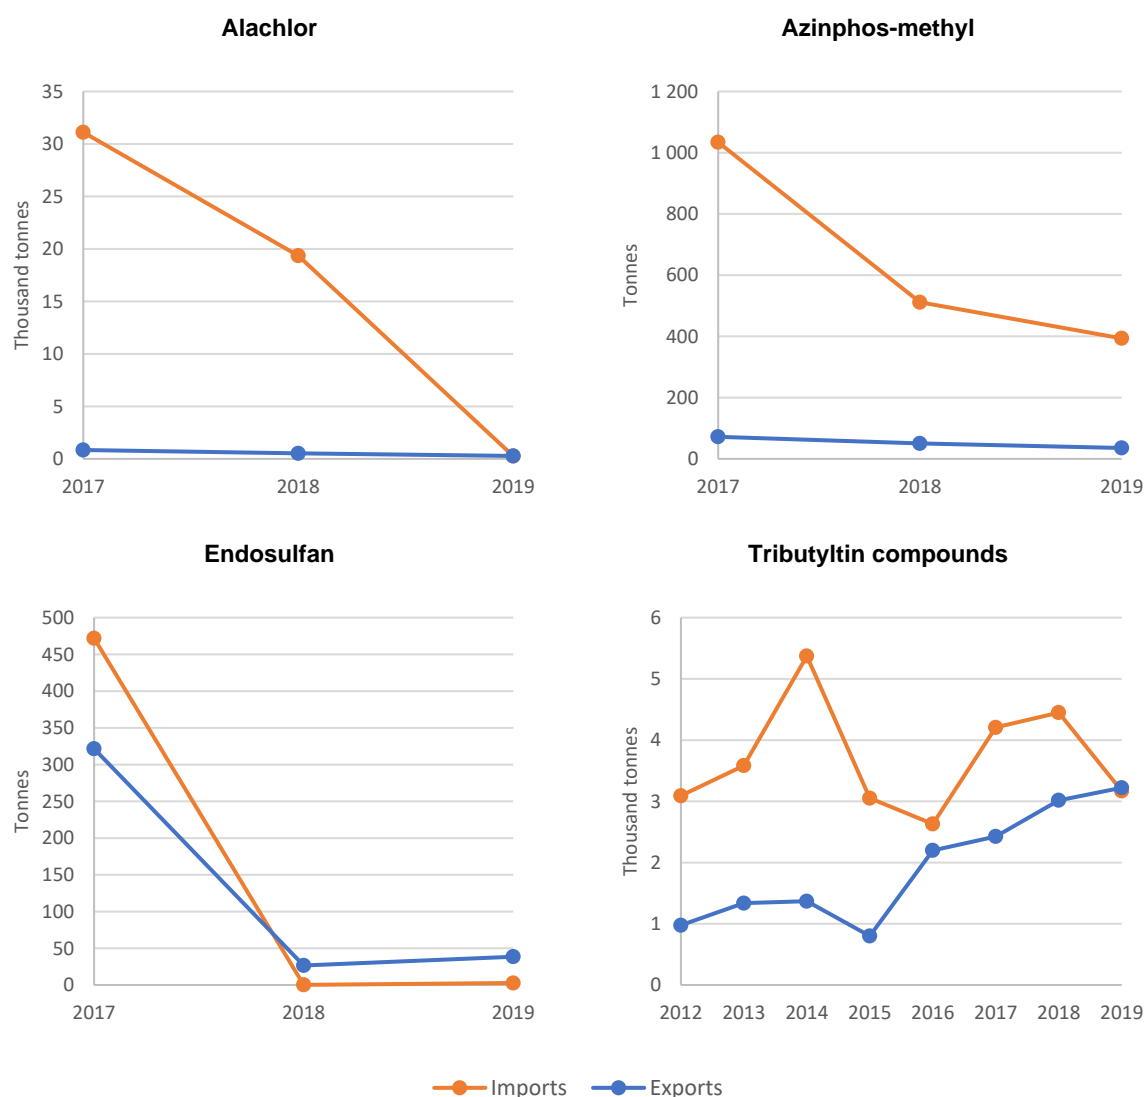 Alachlor
35
30
25
20
15
10
5
0
Thousand tonnes
2017 2018 2019
Azinphos-methyl
1 200
1 000
800
600
400
200
0
Tonnes
2017 2018 2019
Endosulfan
500
450
400
350
300
250
200
150
100
50
0
Tonnes
2017 2018 2019
Tributyltin compounds
6
5
4
3
2
1
0
Thousand tonnes
2012 2013 2014 2015 2016 2017 2018 2019
Imports Exports